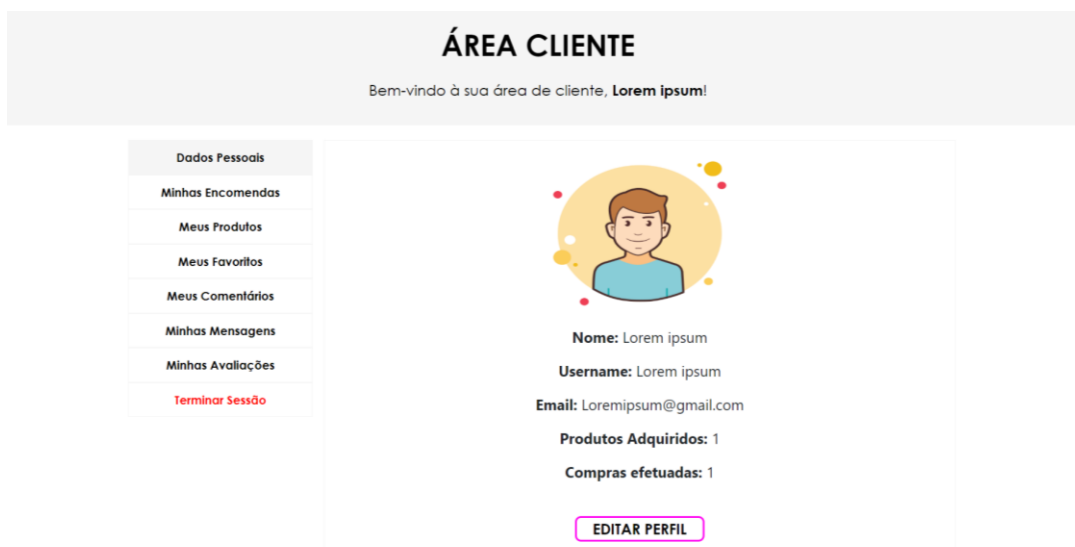 ÁREA CLIENTE
Bem-vindo à sua área de cliente, Lorem ipsum!
Dados Pessoais
Minhas Encomendas
Meus Produtos
Meus Favoritos
Meus Comentários
Minhas Mensagens
Minhas Avaliações
Terminar Sessão
Nome: Lorem ipsum
Username: Lorem ipsum
Email: Loremipsum@gmail.com
Produtos Adquiridos: 1
Compras efetuadas: 1
EDITAR PERFIL